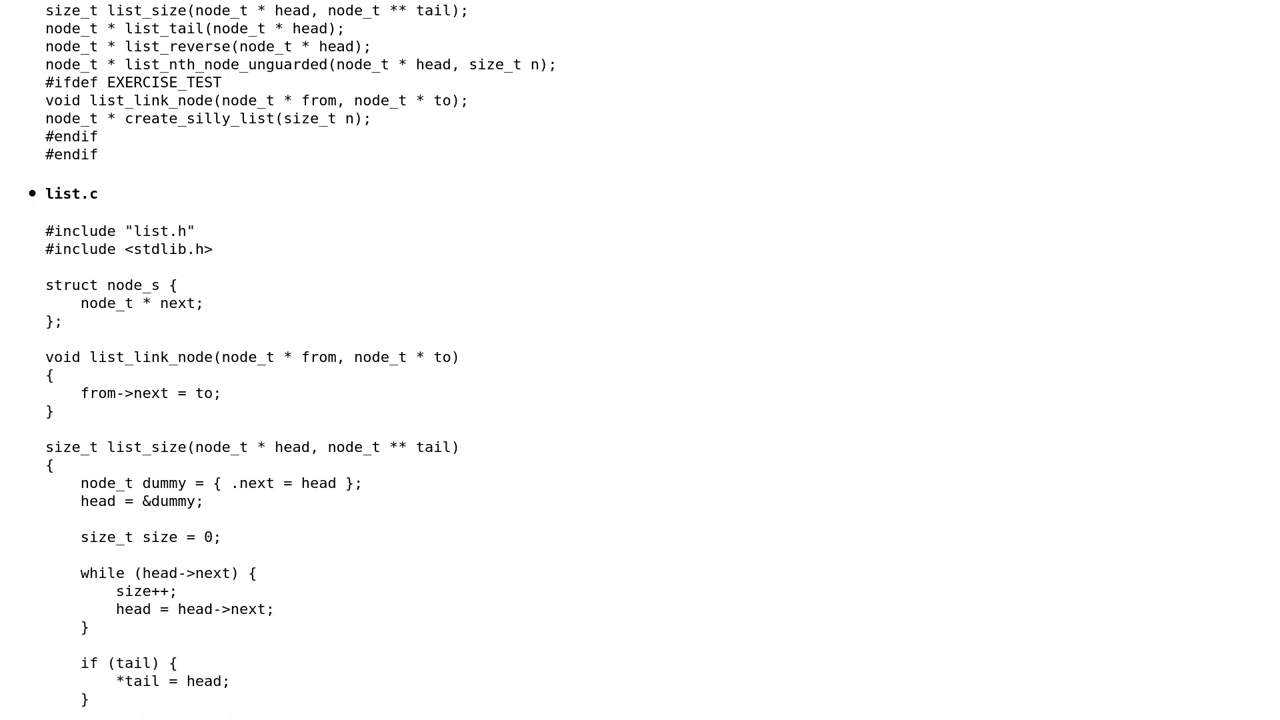 size_t list_size(node_t * head, node_t ** tail);
node_t * list_tail(node_t * head);
node_t * list_reverse(node_t * head);
node_t * list_nth_node_unguarded(node_t * head, size_t n);
#ifdef EXERCISE_TEST
void list_link_node(node_t * from, node_t * to);
node_t * create_silly_list(size_t n);
#endif
#endif
• list.c
#include "list.h"
#include <stdlib.h>
struct node_s {
    node_t * next;
};
void list_link_node(node_t * from, node_t * to)
{
    from->next = to;
}
size_t list_size(node_t * head, node_t ** tail)
{
    node_t dummy = { .next = head };
    head = &dummy;
    size_t size = 0;
    while (head->next) {
        size++;
        head = head->next;
    }
    if (tail) {
        *tail = head;
    }